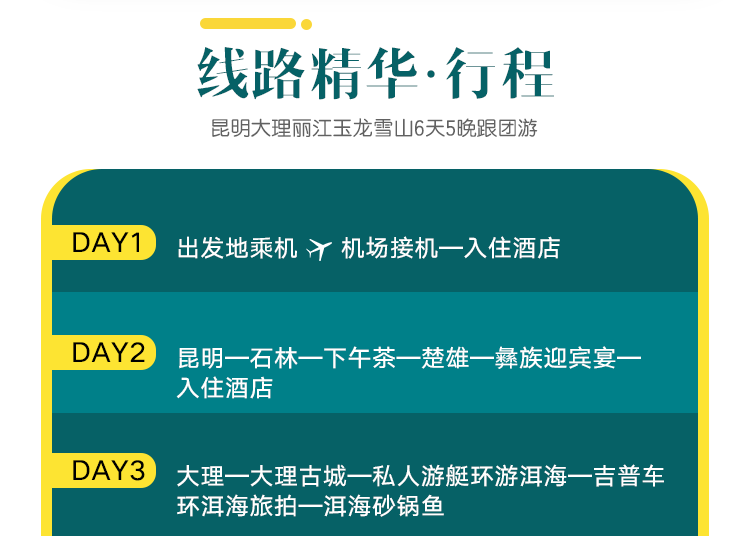 线路精华·行程
昆明大理丽江玉龙雪山6天5晚跟团游
DAY1
出发地乘机 机场接机—入住酒店
DAY2
昆明—石林—下午茶—楚雄—彝族迎宾宴—
入住酒店
DAY3
大理—大理古城—私人游艇环游洱海—吉普车
环洱海旅拍—洱海砂锅鱼